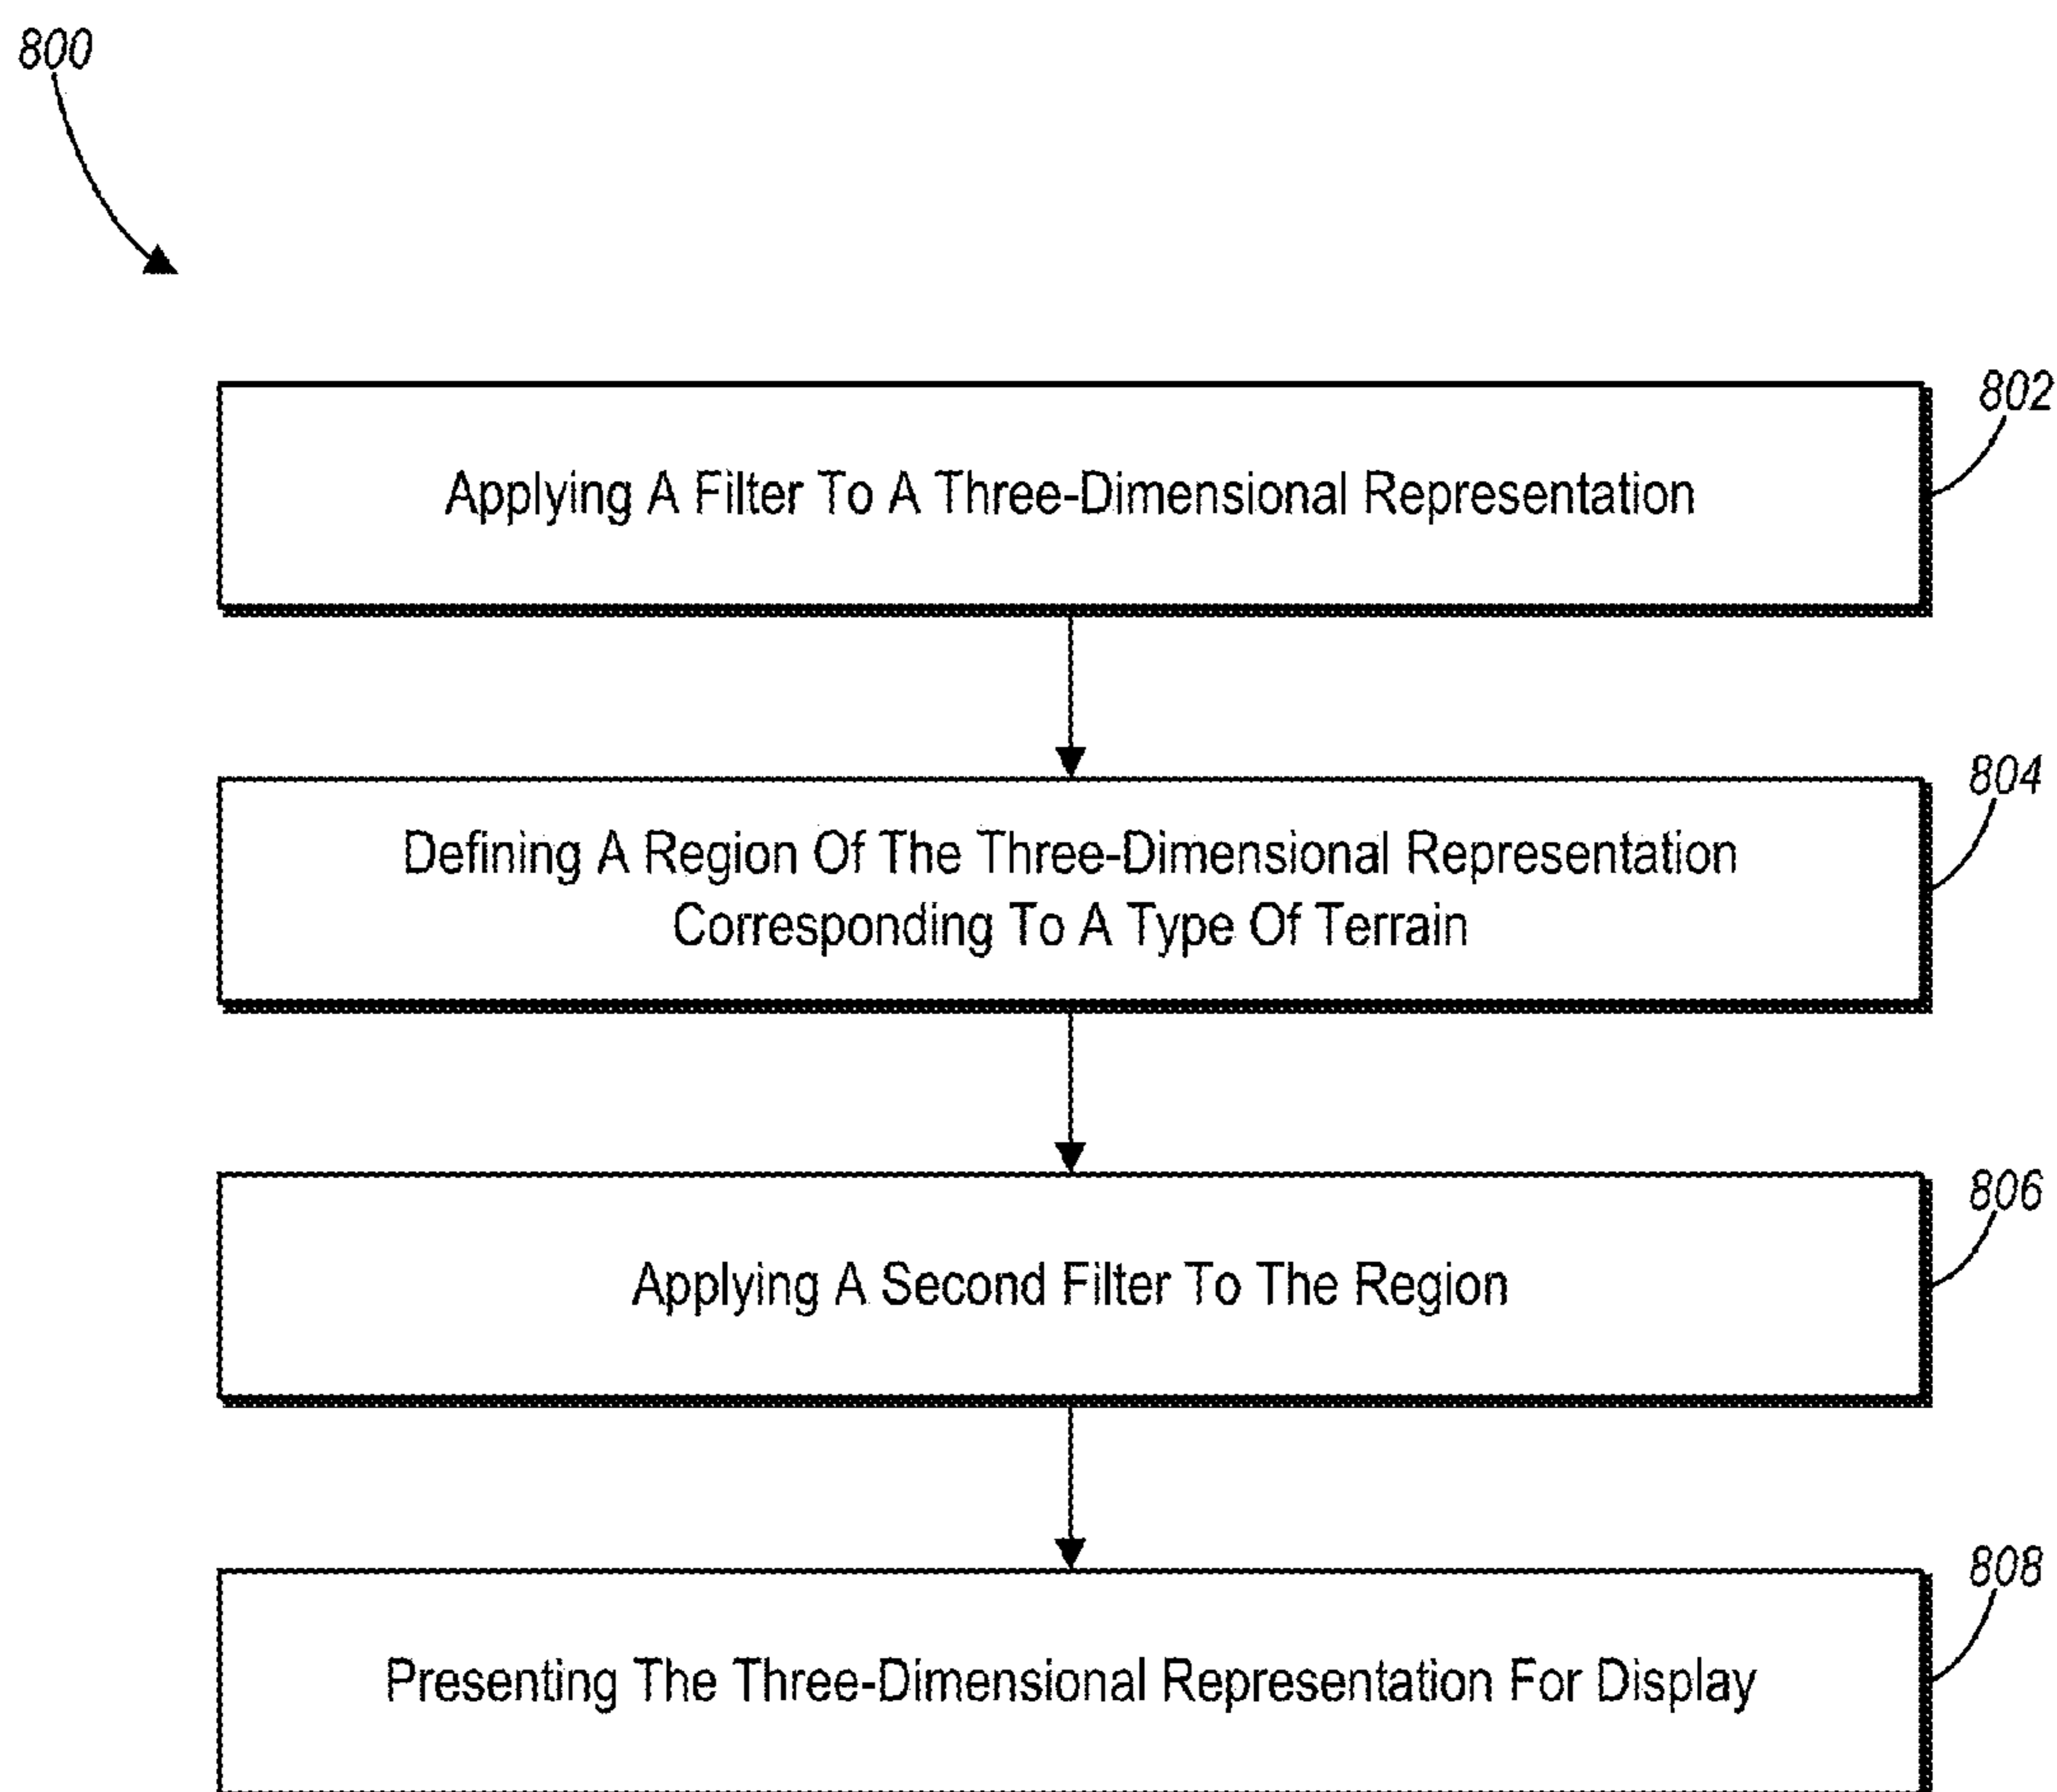 800
802
Applying A Filter To A Three-Dimensional Representation
804
Defining A Region Of The Three-Dimensional Representation
Corresponding To A Type Of Terrain
806
Applying A Second Filter To The Region
808
Presenting The Three-Dimensional Representation For Display